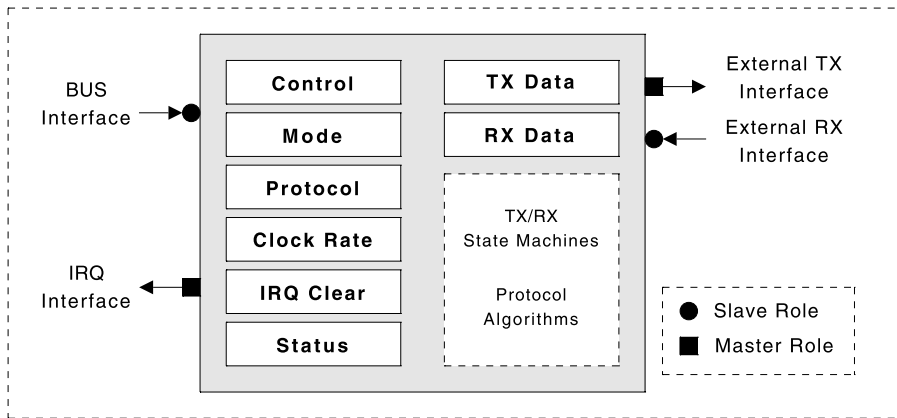 BUS
Interface
IRQ
Interface
Control
Mode
Protocol
Clock Rate
IRQ Clear
Status
TX Data
RX Data
TX/RX
State Machines
Protocol
Algorithms
External TX
Interface
External RX
Interface
Slave Role
Master Role